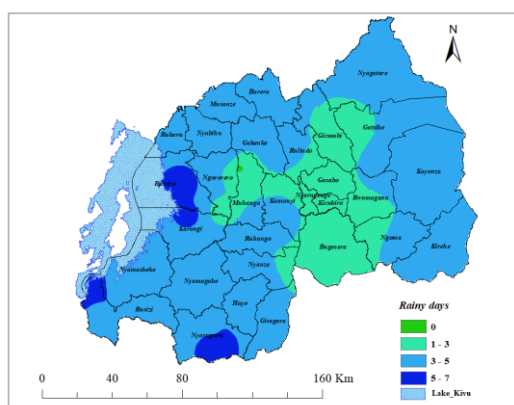 N
Nyagatare
Burera
Musanze
Gatsibo
Rubavu
Nyabihu
Gakenke
Gicumbi
Rulindo
Kayonza
Rutsiro
Ngororero
Gasabo
Nyarugenge
Kicukiro
Rwamagana
Muhanga
Kamonyi
Karongi
Ruhango
Bugesera
Ngoma
Kirehe
Nyanza
Nyamasheke
Nyamagabe
Huye
Gisagara
Rusizi
Nyaruguru
Rainy days
0
1 - 3
3 - 5
5 - 7
Lake_Kivu
0 40 80 160 Km